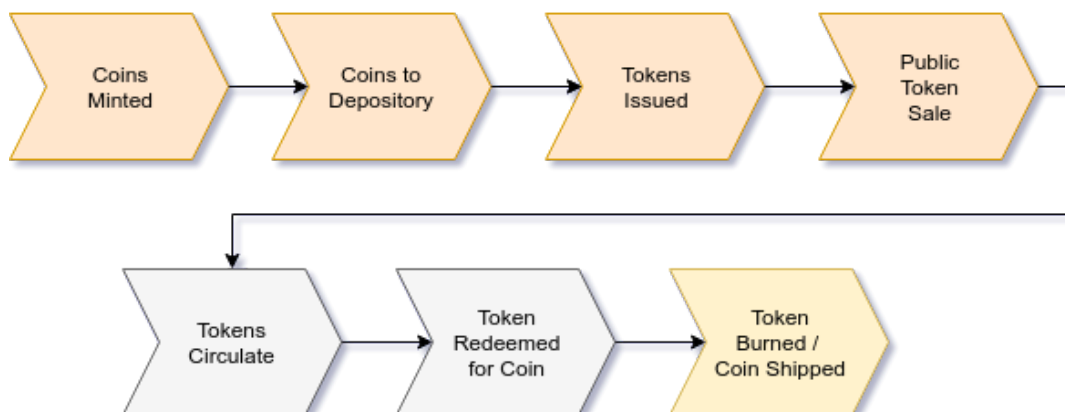 Coins
Minted
Coins to
Depository
Tokens
Issued
Public
Token
Sale
Tokens
Circulate
Token
Redeemed
for Coin
Token
Burned /
Coin Shipped